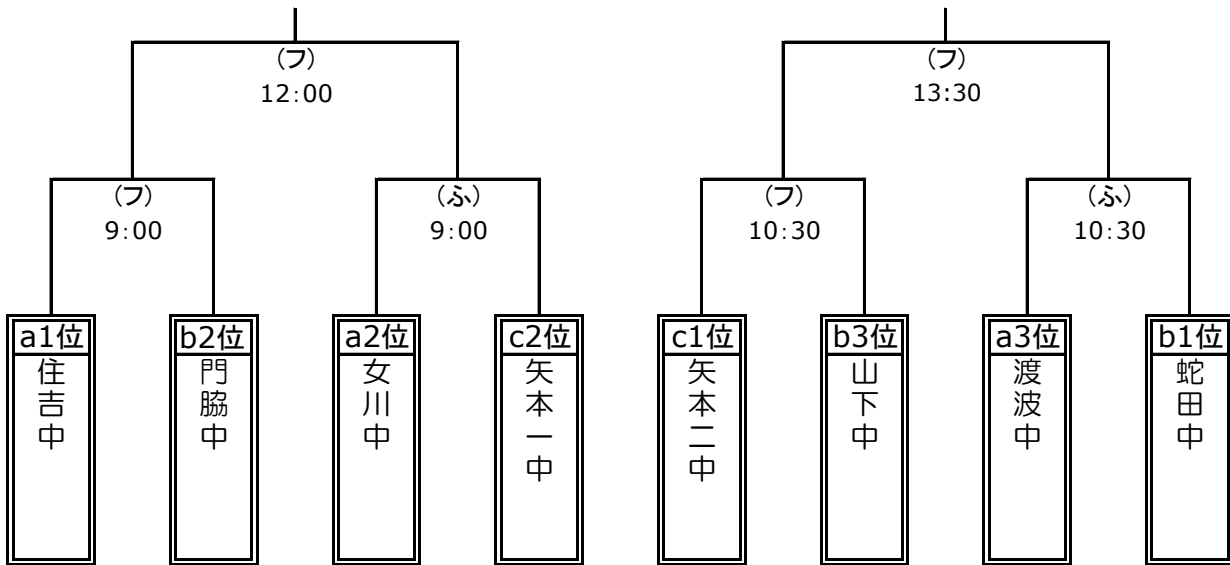 (フ)
12:00
(フ)
13:30
(フ)
9:00
(ふ)
9:00
(フ)
10:30
(ふ)
10:30
a1位
住吉中
b2位
門脇中
a2位
女川中
c2位
矢本一中
c1位
矢本二中
b3位
山下中
a3位
渡波中
b1位
蛇田中